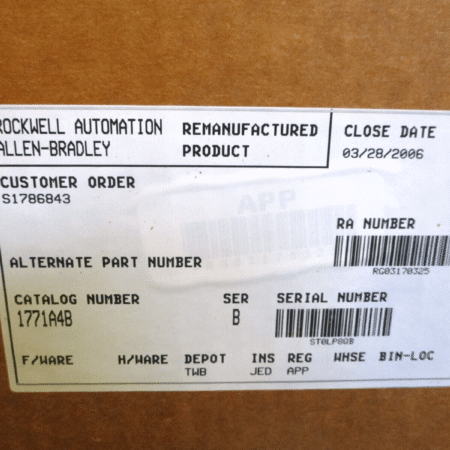 ROCKWELL AUTOMATION REMANUFACTURED CLOSE DATE
ALLEN-BRADLEY PRODUCT 03/28/2006
CUSTOMER ORDER
S1786843
APP
RA NUMBER
RG03170325
ALTERNATE PART NUMBER
CATALOG NUMBER SER SERIAL NUMBER
1771A4B B
ST0LP8QB
F/WARE H/WARE DEPOT INS REG WHSE BIN-LOC
TWB JED APP